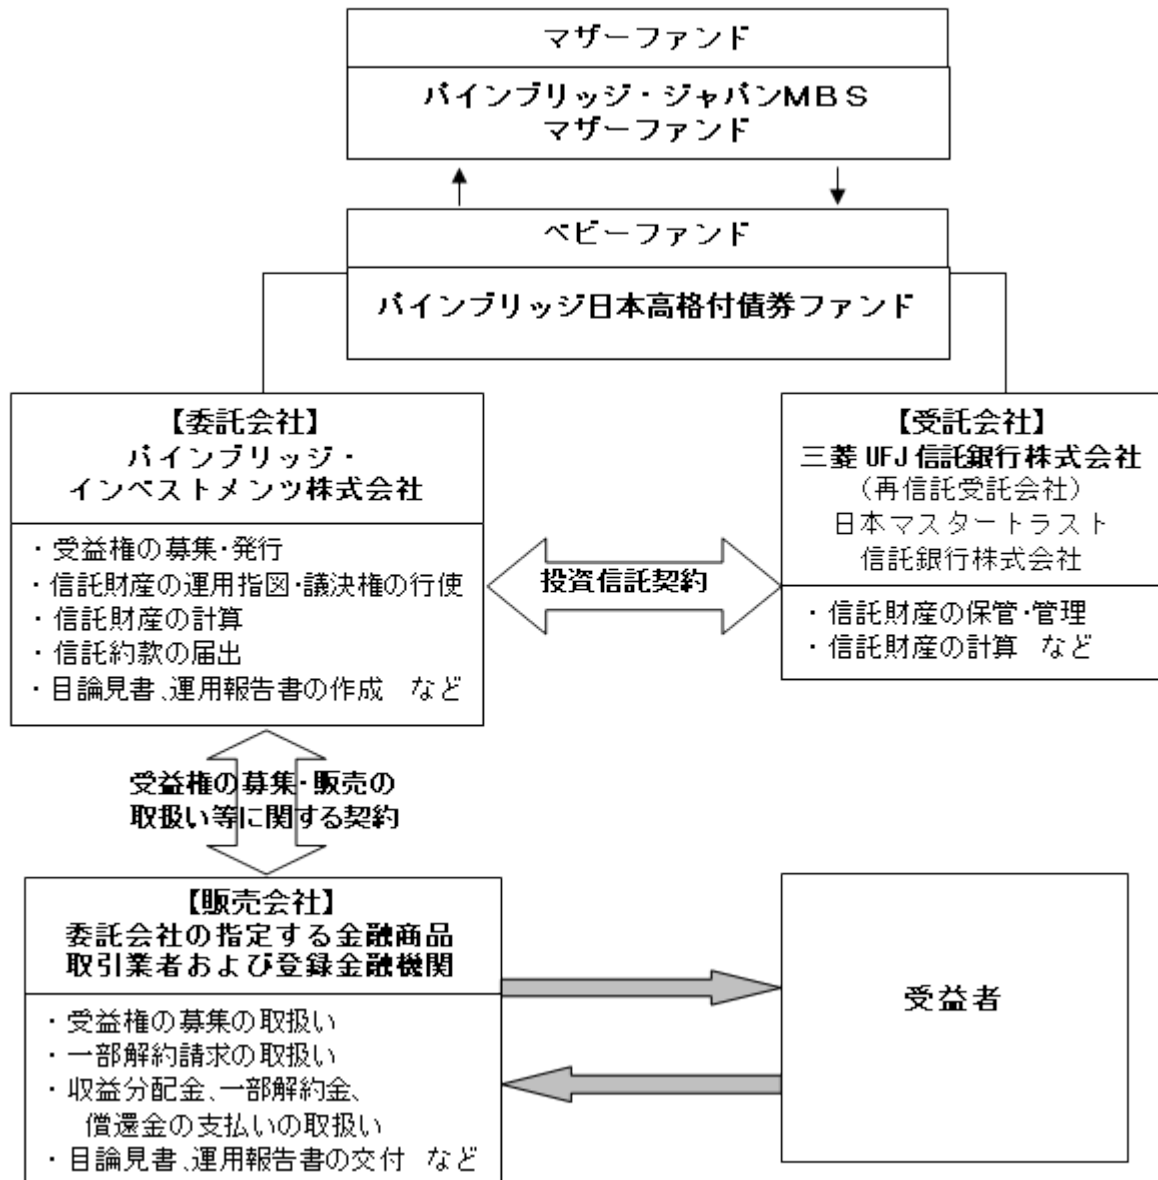 マザーファンド
パインブリッジ・ジャパンMBS
マザーファンド
ベビーファンド
パインブリッジ日本高格付債券ファンド
【委託会社】
パインブリッジ・
インベストメンツ株式会社
・受益権の募集・発行
・信託財産の運用指図・議決権の行使
・信託財産の計算
・信託約款の届出
・目論見書、運用報告書の作成 など
投資信託契約
【受託会社】
三菱UFJ信託銀行株式会社
(再信託受託会社)
日本マスタートラスト
信託銀行株式会社
・信託財産の保管・管理
・信託財産の計算 など
受益権の募集・販売の
取扱い等に関する契約
【販売会社】
委託会社の指定する金融商品
取引業者および登録金融機関
・受益権の募集の取扱い
・一部解約請求の取扱い
・収益分配金、一部解約金、
償還金の支払いの取扱い
・目論見書、運用報告書の交付 など
受益者